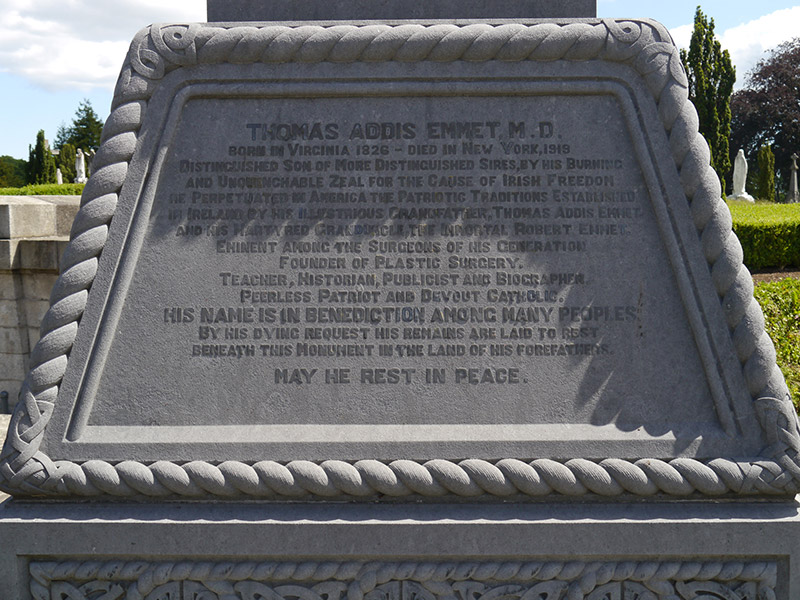 THOMAS ADDIS EMMET, M.D.
BORN IN VIRGINIA 1828 – DIED IN NEW YORK, 1919
DISTINGUISHED SON OF MORE DISTINGUISHED SIRES, BY HIS BURNING
AND UNQUENCHABLE ZEAL FOR THE CAUSE OF IRISH FREEDOM
HE PERPETUATED IN AMERICA THE PATRIOTIC TRADITIONS ESTABLISHED
IN IRELAND BY HIS ILLUSTRIOUS GRANDFATHER, THOMAS ADDIS EMMET
AND HIS MARTYRED GRANDUNCLE THE IMMORTAL ROBERT EMMET.
EMINENT AMONG THE SURGEONS OF HIS GENERATION
FOUNDER OF PLASTIC SURGERY.
TEACHER, HISTORIAN, PUBLICIST AND BIOGRAPHER.
PEERLESS PATRIOT AND DEVOUT CATHOLIC.
HIS NAME IS IN BENEDICTION AMONG MANY PEOPLES
BY HIS DYING REQUEST HIS REMAINS ARE LAID TO REST
BENEATH THIS MONUMENT IN THE LAND OF HIS FOREFATHERS.
MAY HE REST IN PEACE.